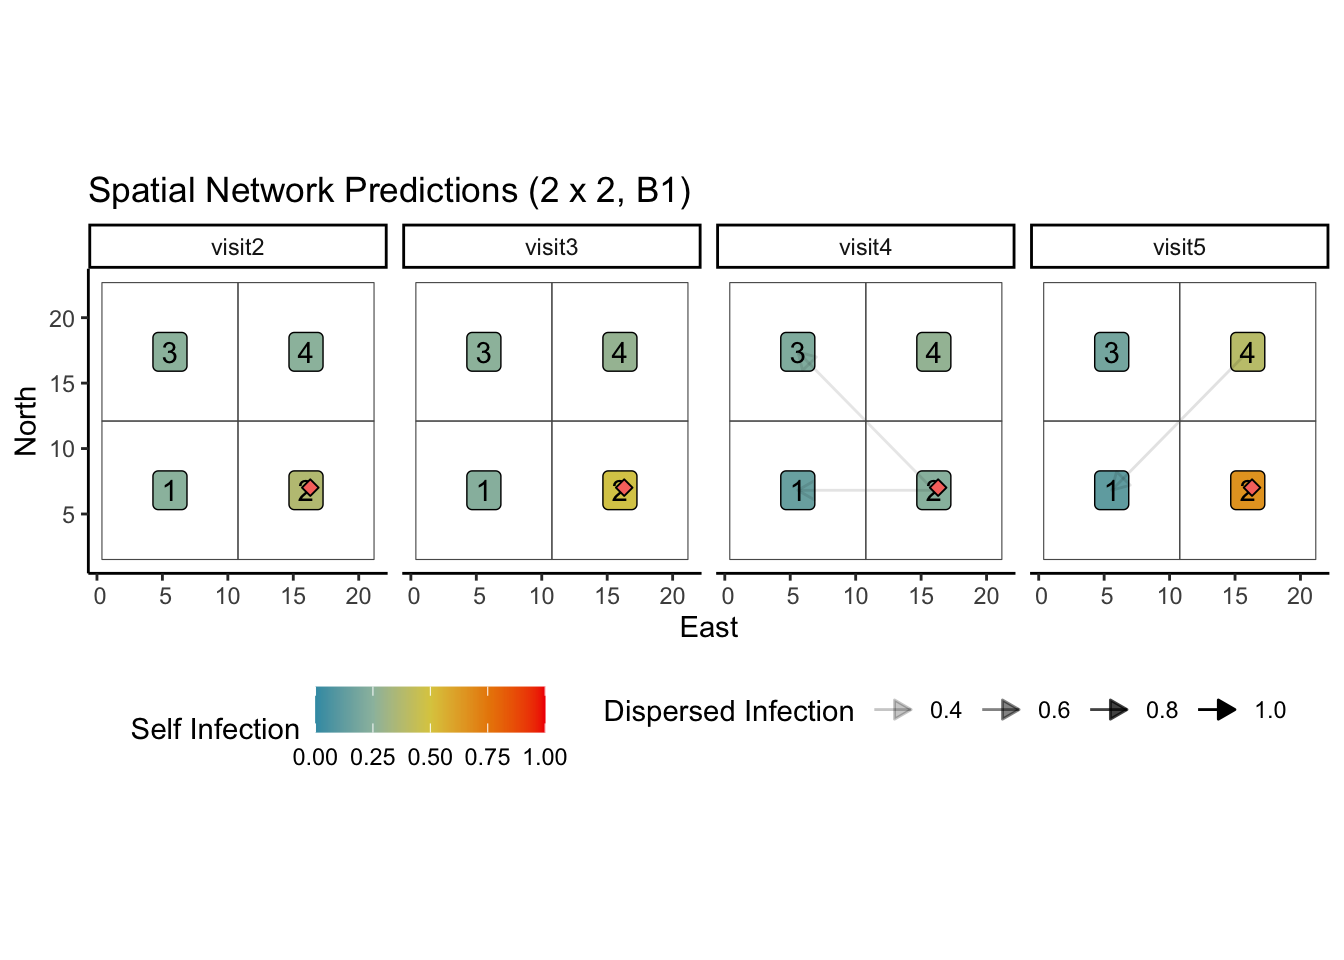 Spatial Network Predictions (2 x 2, B1)
visit2 visit3 visit4 visit5
North
20
15
10
5
3 4 3 4 3 4 3 4
1 2 1 2 1 2 1 2
0 5 10 15 20 0 5 10 15 20 0 5 10 15 20 0 5 10 15 20
East
Self Infection
0.00 0.25 0.50 0.75 1.00
Dispersed Infection 0.4 0.6 0.8 1.0